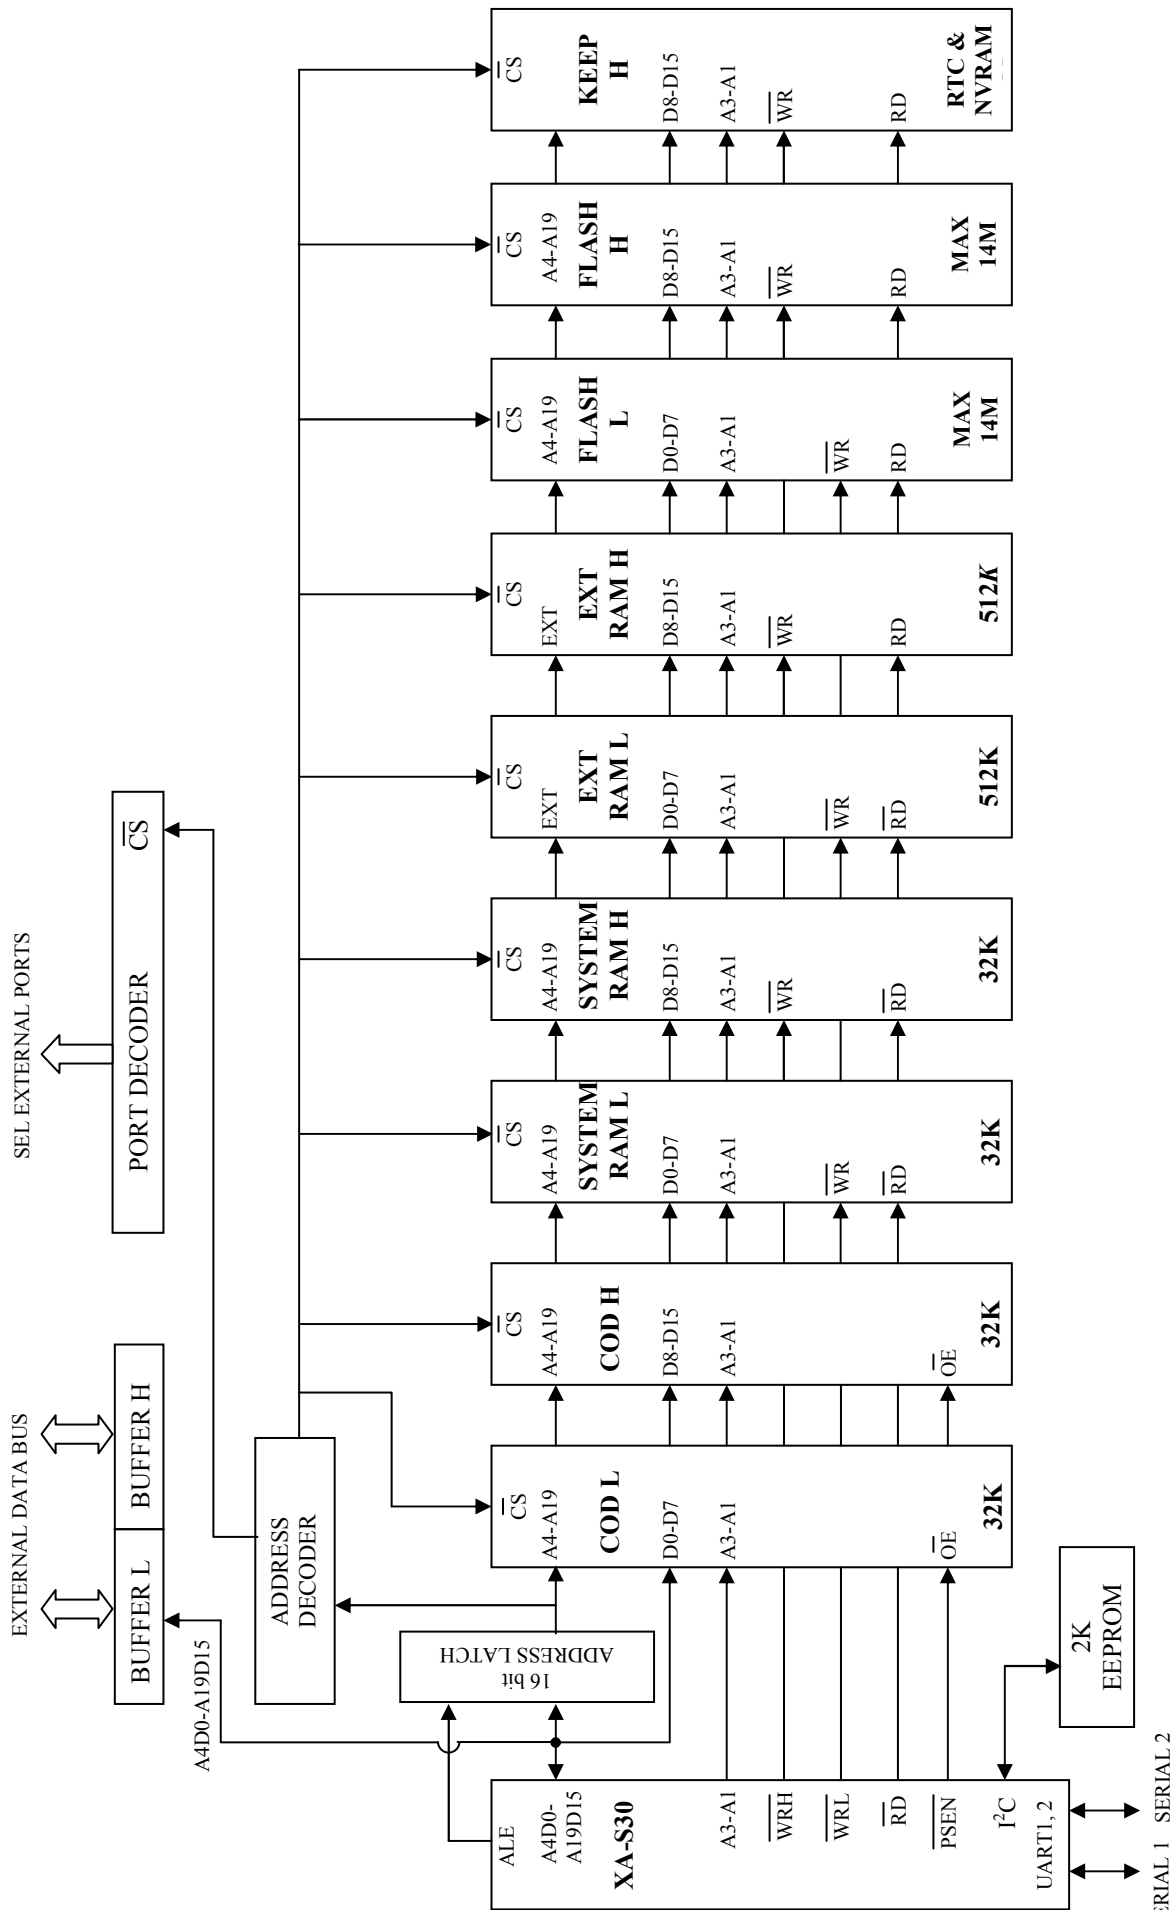 SEL EXTERNAL PORTS
EXTERNAL DATA BUS
PORT DECODER
CS
BUFFER L
BUFFER H
A4D0-A19D15
ADDRESS
DECODER
16 bit
ADDRESS LATCH
XA-S30
ALE
A4D0-
A19D15
A3-A1
WRH
WRL
RD
PSEN
I²C
UART1, 2
SERIAL 2
2K
EEPROM
CS
A4-A19
COD L
D0-D7
A3-A1
OE
32K
CS
A4-A19
COD H
D8-D15
A3-A1
OE
32K
CS
A4-A19
SYSTEM
RAM L
D0-D7
A3-A1
WR
RD
32K
CS
A4-A19
SYSTEM
RAM H
D8-D15
A3-A1
WR
RD
32K
CS
EXT
EXT
RAM L
D0-D7
A3-A1
WR
RD
512K
CS
EXT
EXT
RAM H
D8-D15
A3-A1
WR
RD
512K
CS
A4-A19
FLASH
L
D0-D7
A3-A1
WR
RD
MAX
14M
CS
A4-A19
FLASH
H
D8-D15
A3-A1
WR
RD
MAX
14M
CS
KEEP
H
D8-D15
A3-A1
WR
RD
RTC &
NVRAM